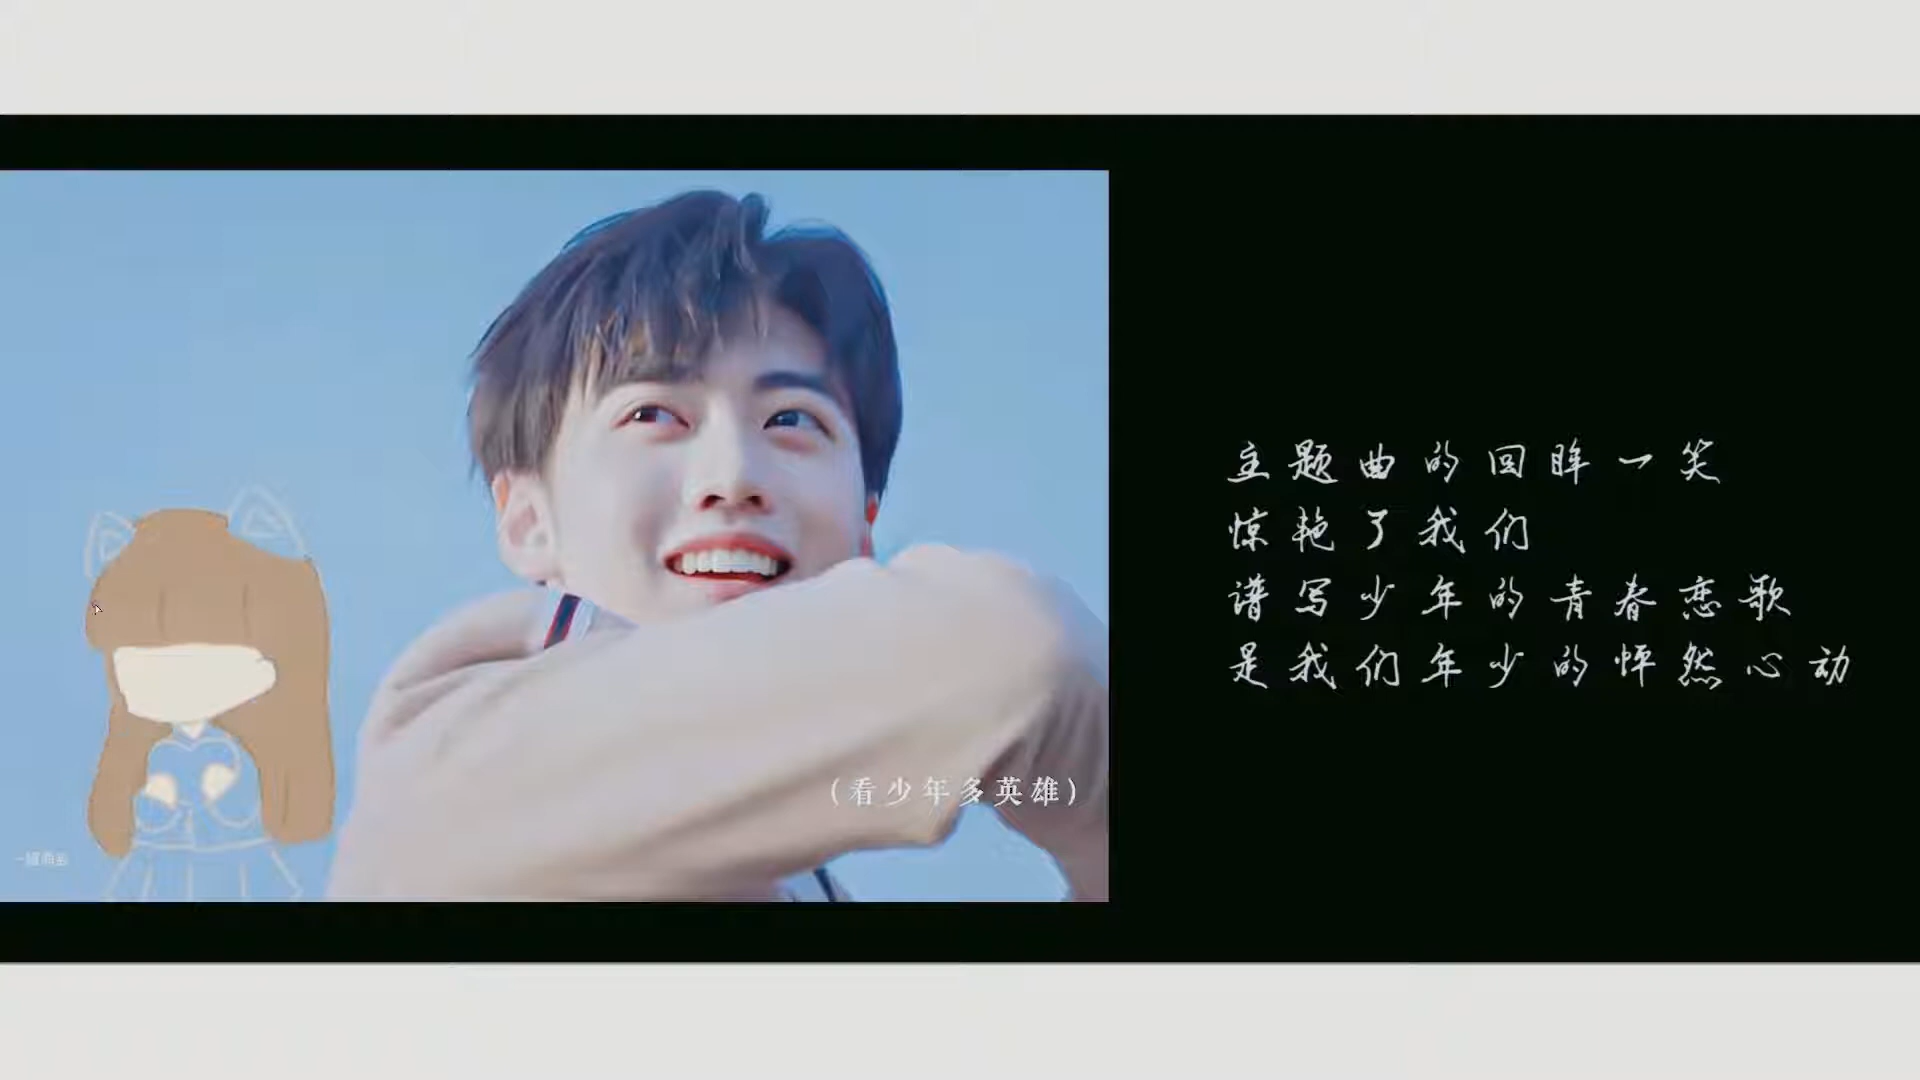 主题曲的回眸一笑
惊艳了我们
谱写少年的青春恋歌
是我们年少的怦然心动
(看少年多英雄)